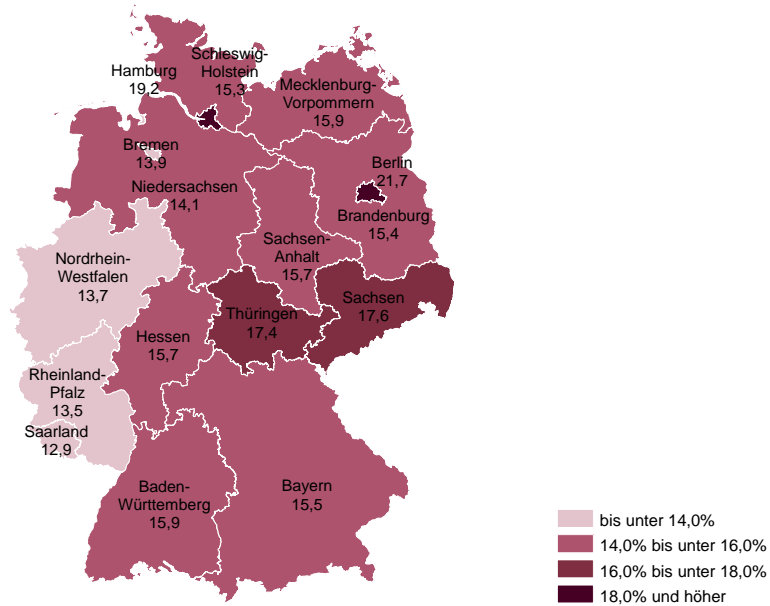 Schleswig-
Holstein
15,3
Hamburg
19,2
Mecklenburg-
Vorpommern
15,9
Bremen
13,9
Niedersachsen
14,1
Berlin
21,7
Brandenburg
15,4
Sachsen-
Anhalt
15,7
Nordrhein-
Westfalen
13,7
Thüringen
17,4
Sachsen
17,6
Hessen
15,7
Rheinland-
Pfalz
13,5
Saarland
12,9
Baden-
Württemberg
15,9
Bayern
15,5
bis unter 14,0%
14,0% bis unter 16,0%
16,0% bis unter 18,0%
18,0% und höher